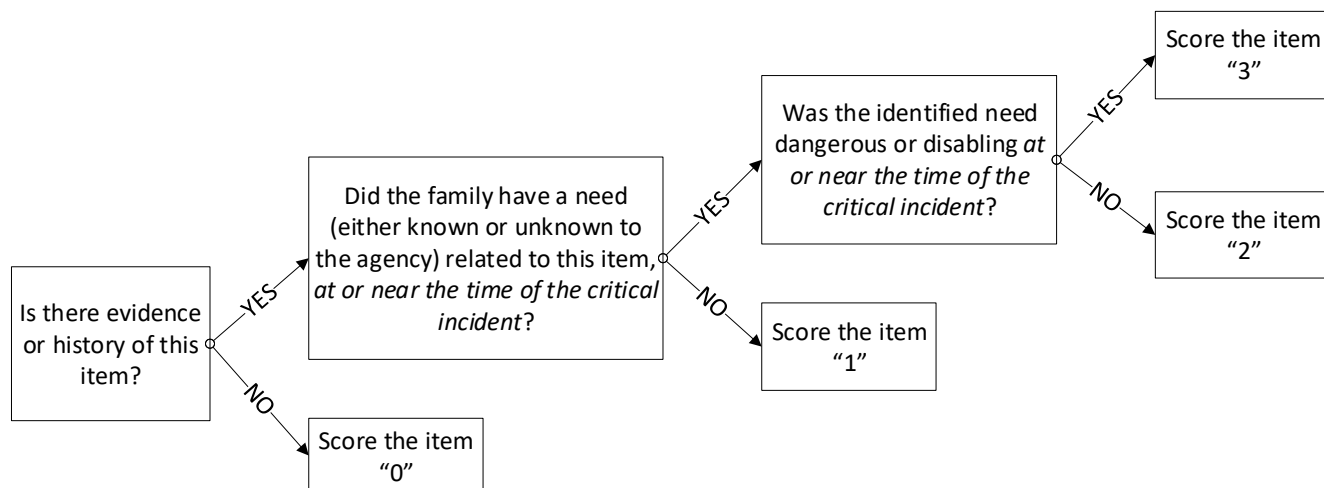 Is there evidence
or history of this
item?
YES
NO
Score the item
“0”
Did the family have a need
(either known or unknown to
the agency) related to this item,
at or near the time of the critical
incident?
YES
NO
Score the item
“1”
Was the identified need
dangerous or disabling at
or near the time of the
critical incident?
YES
NO
Score the item
“3”
Score the item
“2”